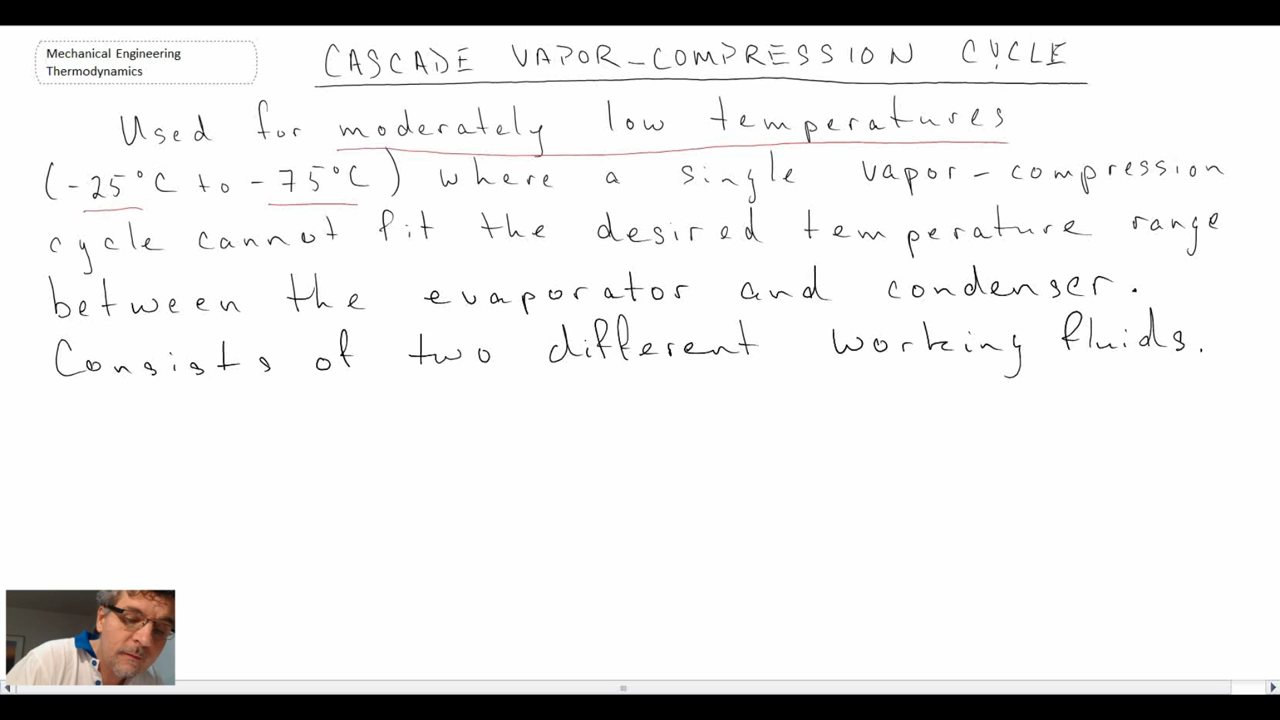 Mechanical Engineering
Thermodynamics
CASCADE VAPOR-COMPRESSION CYCLE
Used for moderately low temperatures
(-25°C to -75°C) where a single vapor-compression
cycle cannot fit the desired temperature range
between the evaporator and condenser.
Consists of two different working fluids.